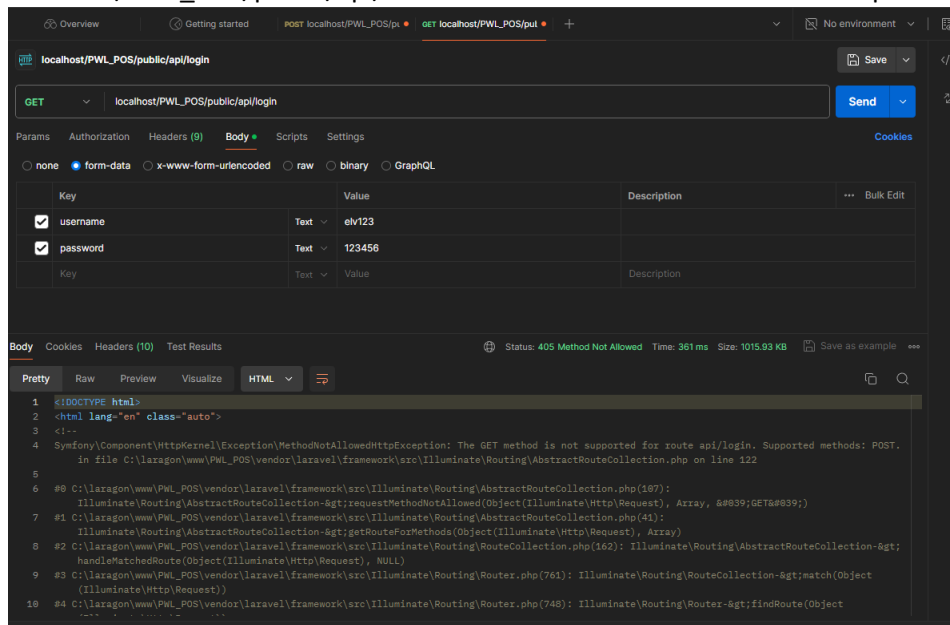 Overview Getting started POST localhost/PWL_POS/pu GET localhost/PWL_POS/pul + No environment
HTTP localhost/PWL_POS/public/api/login Save </>
GET localhost/PWL_POS/public/api/login Send
Params Authorization Headers (9) Body Scripts Settings Cookies
none form-data x-www-form-urlencoded raw binary GraphQL
Key Value Description ••• Bulk Edit
username Text elv123
password Text 123456
Key Text Value Description
Body Cookies Headers (10) Test Results Status: 405 Method Not Allowed Time: 361 ms Size: 1015.93 KB Save as example
Pretty Raw Preview Visualize HTML
1 <!DOCTYPE html>
2 <html lang="en" class="auto">
3 <!--
4 Symfony\Component\HttpKernel\Exception\MethodNotAllowedHttpException: The GET method is not supported for route api/login. Supported methods: POST.
in file C:\laragon\www\PWL_POS\vendor\laravel\framework\src\Illuminate\Routing\AbstractRouteCollection.php on line 122
5
6 #0 C:\laragon\www\PWL_POS\vendor\laravel\framework\src\Illuminate\Routing\AbstractRouteCollection.php(107):
Illuminate\Routing\AbstractRouteCollection-&gt;requestMethodNotAllowed(Object(Illuminate\Http\Request), Array, &#039;GET&#039;)
7 #1 C:\laragon\www\PWL_POS\vendor\laravel\framework\src\Illuminate\Routing\AbstractRouteCollection.php(41):
Illuminate\Routing\AbstractRouteCollection-&gt;getRouteForMethods(Object(Illuminate\Http\Request), Array)
8 #2 C:\laragon\www\PWL_POS\vendor\laravel\framework\src\Illuminate\Routing\RouteCollection.php(162): Illuminate\Routing\AbstractRouteCollection-&gt;
handleMatchedRoute(Object(Illuminate\Http\Request), NULL)
9 #3 C:\laragon\www\PWL_POS\vendor\laravel\framework\src\Illuminate\Routing\Router.php(761): Illuminate\Routing\RouteCollection-&gt;match(Object
(Illuminate\Http\Request))
10 #4 C:\laragon\www\PWL_POS\vendor\laravel\framework\src\Illuminate\Routing\Router.php(748): Illuminate\Routing\Router-&gt;findRoute(Object